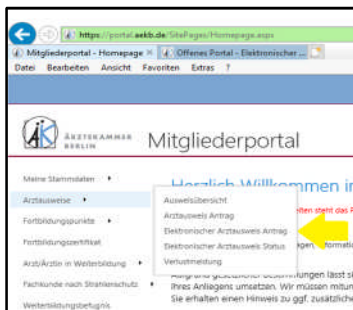 https://portal.aekb.de/SitePages/Homepage.aspx
Mitgliederportal - Homepage
Offenes Portal - Elektronischer ...
Datei Bearbeiten Ansicht Favoriten Extras ?
ÄRZTEKAMMER
BERLIN
Mitgliederportal
Meine Stammdaten
Herzlich Willkommen i
Arztausweise
Ausweisübersicht
eiten steht das P
Arztausweis Antrag
Fortbildungspunkte
Elektronischer Arztausweis Antrag
Fortbildungszertifikat
Elektronischer Arztausweis Status
Verlustmeldung
Arzt/Ärztin in Weiterbildung
Fachkunde nach Strahlenschutz
Ihres Anliegens umsetzen. Wir müssen mitun
Weiterbildungsbefugnis
Sie erhalten einen Hinweis zu ggf. zusätzliche